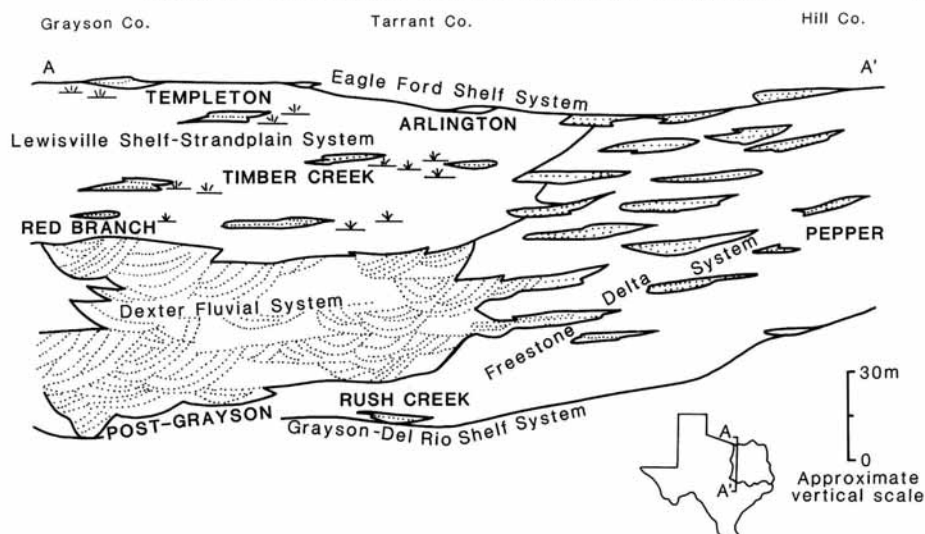 Grayson Co.
Tarrant Co.
Hill Co.
A
A'
Eagle Ford Shelf System
TEMPLETON
ARLINGTON
Lewisville Shelf-Strandplain System
TIMBER CREEK
RED BRANCH
PEPPER
Dexter Fluvial System
Freestone Delta System
RUSH CREEK
POST-GRAYSON
Grayson-Del Rio Shelf System
30m
0
Approximate
vertical scale
A
A'